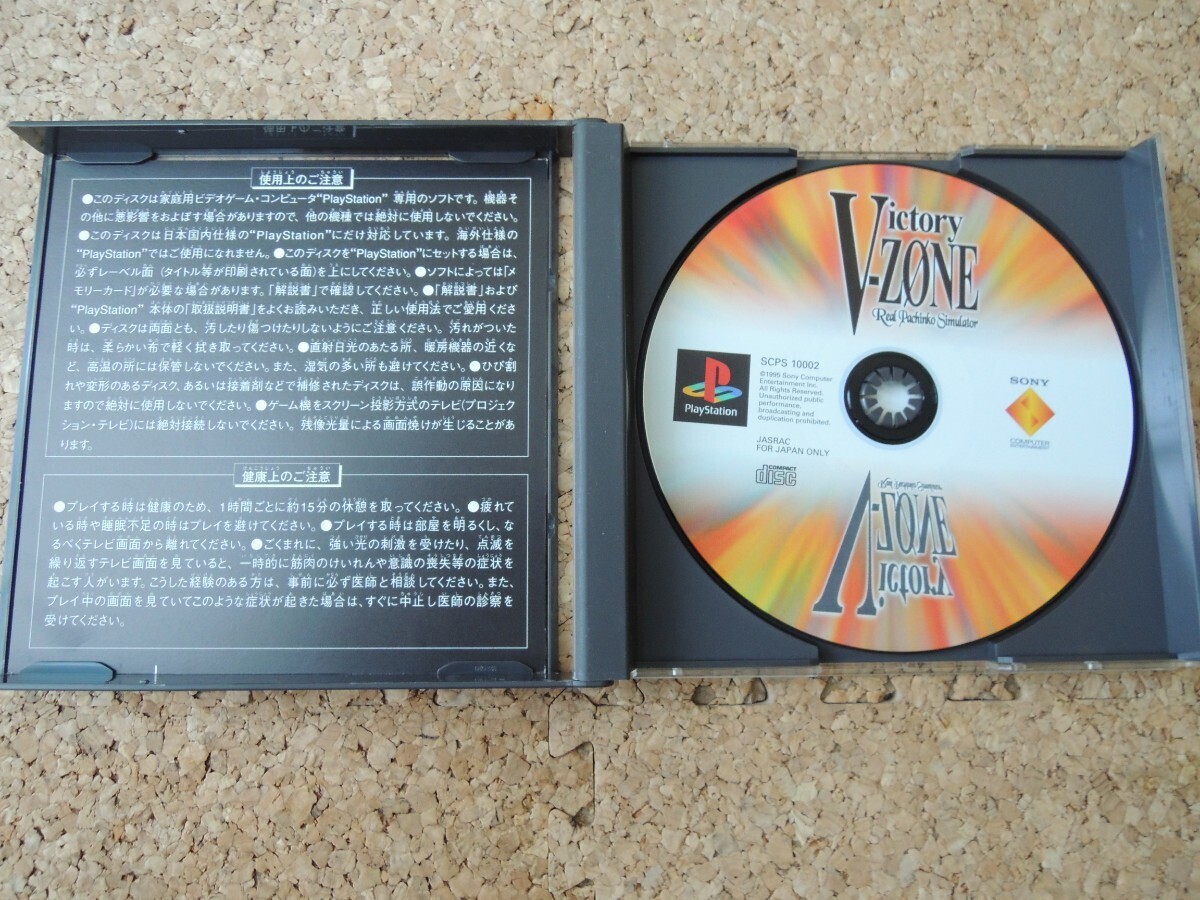 使用上のご注意
●このディスクは家庭用ビデオゲーム・コンピュータ“PlayStation” 専用のソフトです。機器そ
の他に悪影響をおよぼす場合がありますので、他の機種では絶対に使用しないでください。
●このディスクは日本国内仕様の“PlayStation”にだけ対応しています。海外仕様の
“PlayStation”ではご使用になれません。●このディスクを“PlayStation”にセットする場合は、
必ずレーベル面 (タイトル等が印刷されている面)を上にしてください。●ソフトによっては「メ
モリーカード」が必要な場合があります。「解説書」で確認してください。●「解説書」および
“PlayStation” 本体の「取扱説明書」をよくお読みいただき、正しい使用法でご愛用くださ
い。●ディスクは両面とも、汚したり傷つけたりしないようにご注意ください。汚れがついた
時は、柔らかい布で軽く拭き取ってください。●直射日光のあたる所、暖房機器の近くな
ど、高温の所には保管しないでください。また、湿気の多い所も避けてください。●ひび割
れや変形のあるディスク、あるいは接着剤などで補修されたディスクは、誤作動の原因になり
ますので絶対に使用しないでください。●ゲーム機をスクリーン投影方式のテレビ(プロジェク
ション・テレビ)には絶対接続しないでください。残像光量による画面焼けが生じることがあ
ります。
健康上のご注意
●プレイする時は健康のため、1時間ごとに約15分の休憩を取ってください。●疲れて
いる時や睡眠不足の時はプレイを避けてください。●プレイする時は部屋を明るくし、な
るべくテレビ画面から離れてください。●ごくまれに、強い光の刺激を受けたり、点滅を
繰り返すテレビ画面を見ていると、一時的に筋肉のけいれんや意識の喪失等の症状を
起こす人がいます。こうした経験のある方は、事前に必ず医師と相談してください。また、
プレイ中の画面を見ていてこのような症状が起きた場合は、すぐに中止し医師の診察を
受けてください。
Victory
V-ZONE
Real Pachinko Simulator
PlayStation
SCPS 10002
©1995 Sony Computer
Entertainment Inc.
All Rights Reserved.
Unauthorized public
performance,
broadcasting and
duplication prohibited.
JASRAC
FOR JAPAN ONLY
COMPACT
disc
SONY
COMPUTER
ENTERTAINMENT
Real Pachinko Simulator
V-ZONE
Victory